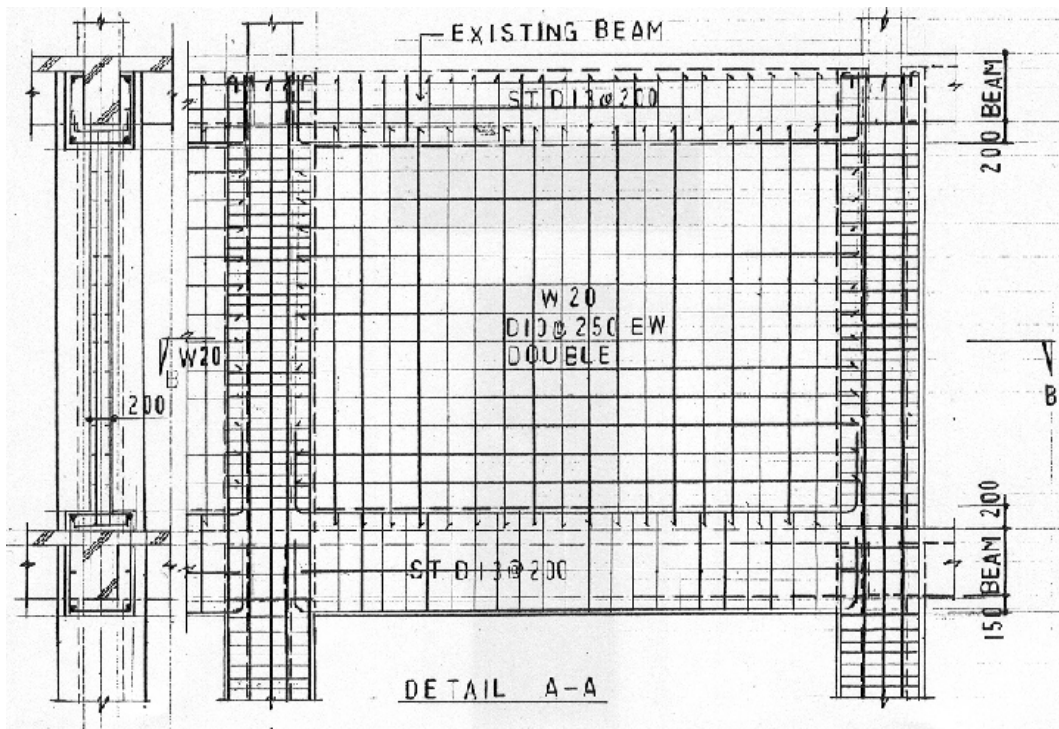 EXISTING BEAM
ST D13@200
200 BEAM
W 20
D10@250 EW
DOUBLE
W20
B
B
200
ST D13@200
150 BEAM 200
DETAIL A-A